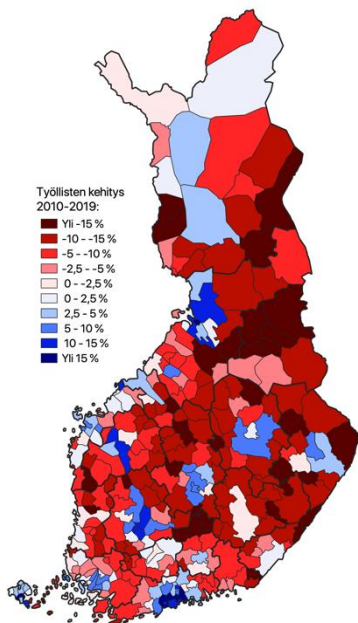 Työllisten kehitys
2010-2019:
Yli -15 %
-10 - -15 %
-5 - -10 %
-2,5 - -5 %
0 - -2,5 %
0 - 2,5 %
2,5 - 5 %
5 - 10 %
10 - 15 %
Yli 15 %